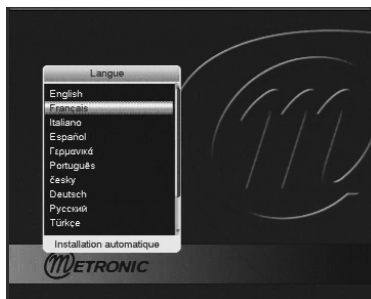 Langue
English
Français
Italiano
Español
Γερμανικά
Português
česky
Deutsch
Русский
Türkçe
Installation automatique
METRONIC